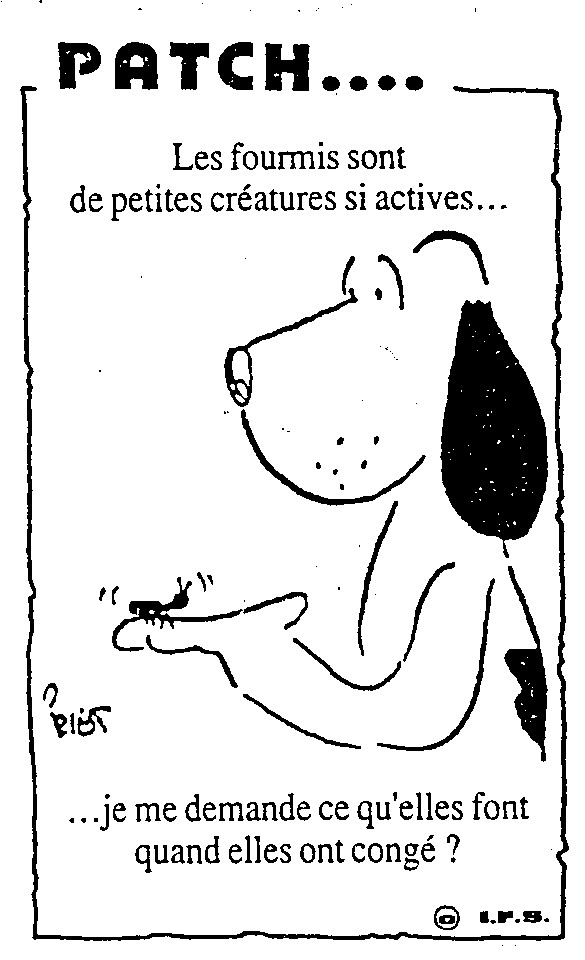 PATCH....
Les fourmis sont
de petites créatures si actives...
...je me demande ce qu'elles font
quand elles ont congé ?
© I.F.S.